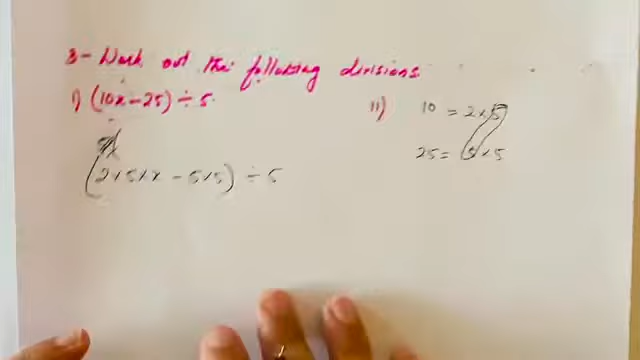 3- Work out the following divisions
i) (10x-25) ÷ 5
(2×5×x - 5×5) ÷ 5
ii) 10 = 2×5
25 = 5×5